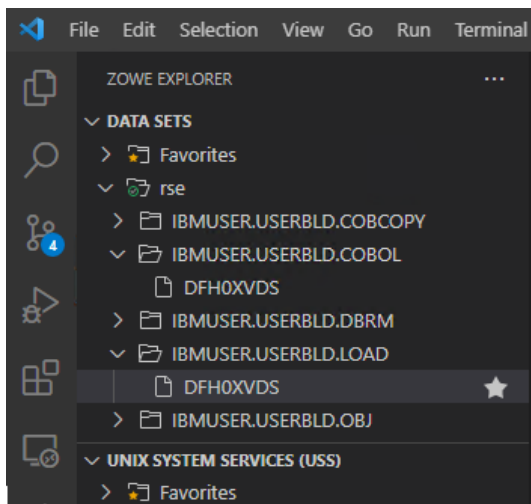 File Edit Selection View Go Run Terminal
ZOWE EXPLORER
DATA SETS
Favorites
rse
IBMUSER.USERBLD.COBCOPY
IBMUSER.USERBLD.COBOL
DFH0XVDS
IBMUSER.USERBLD.DBRM
IBMUSER.USERBLD.LOAD
DFH0XVDS
IBMUSER.USERBLD.OBJ
UNIX SYSTEM SERVICES (USS)
Favorites
4